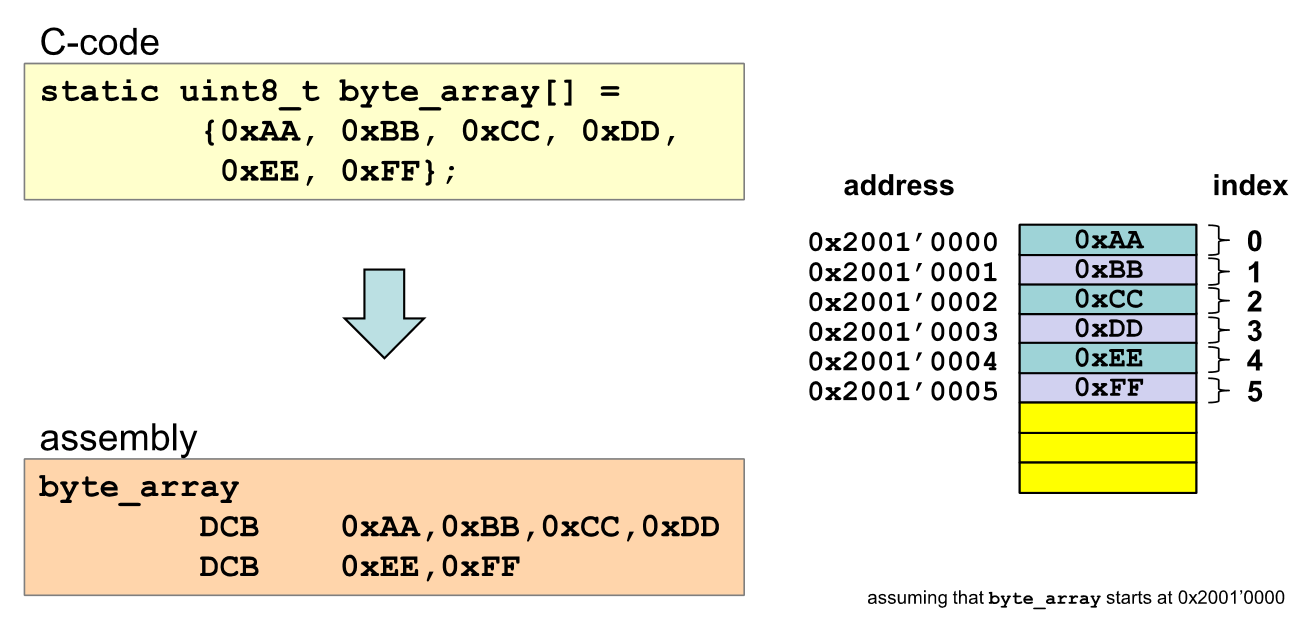 C-code
static uint8_t byte_array[] =
{0xAA, 0xBB, 0xCC, 0xDD,
0xEE, 0xFF};
assembly
byte_array
DCB 0xAA,0xBB,0xCC,0xDD
DCB 0xEE,0xFF
address index
0x2001’0000 0xAA 0
0x2001’0001 0xBB 1
0x2001’0002 0xCC 2
0x2001’0003 0xDD 3
0x2001’0004 0xEE 4
0x2001’0005 0xFF 5
assuming that byte_array starts at 0x2001’0000